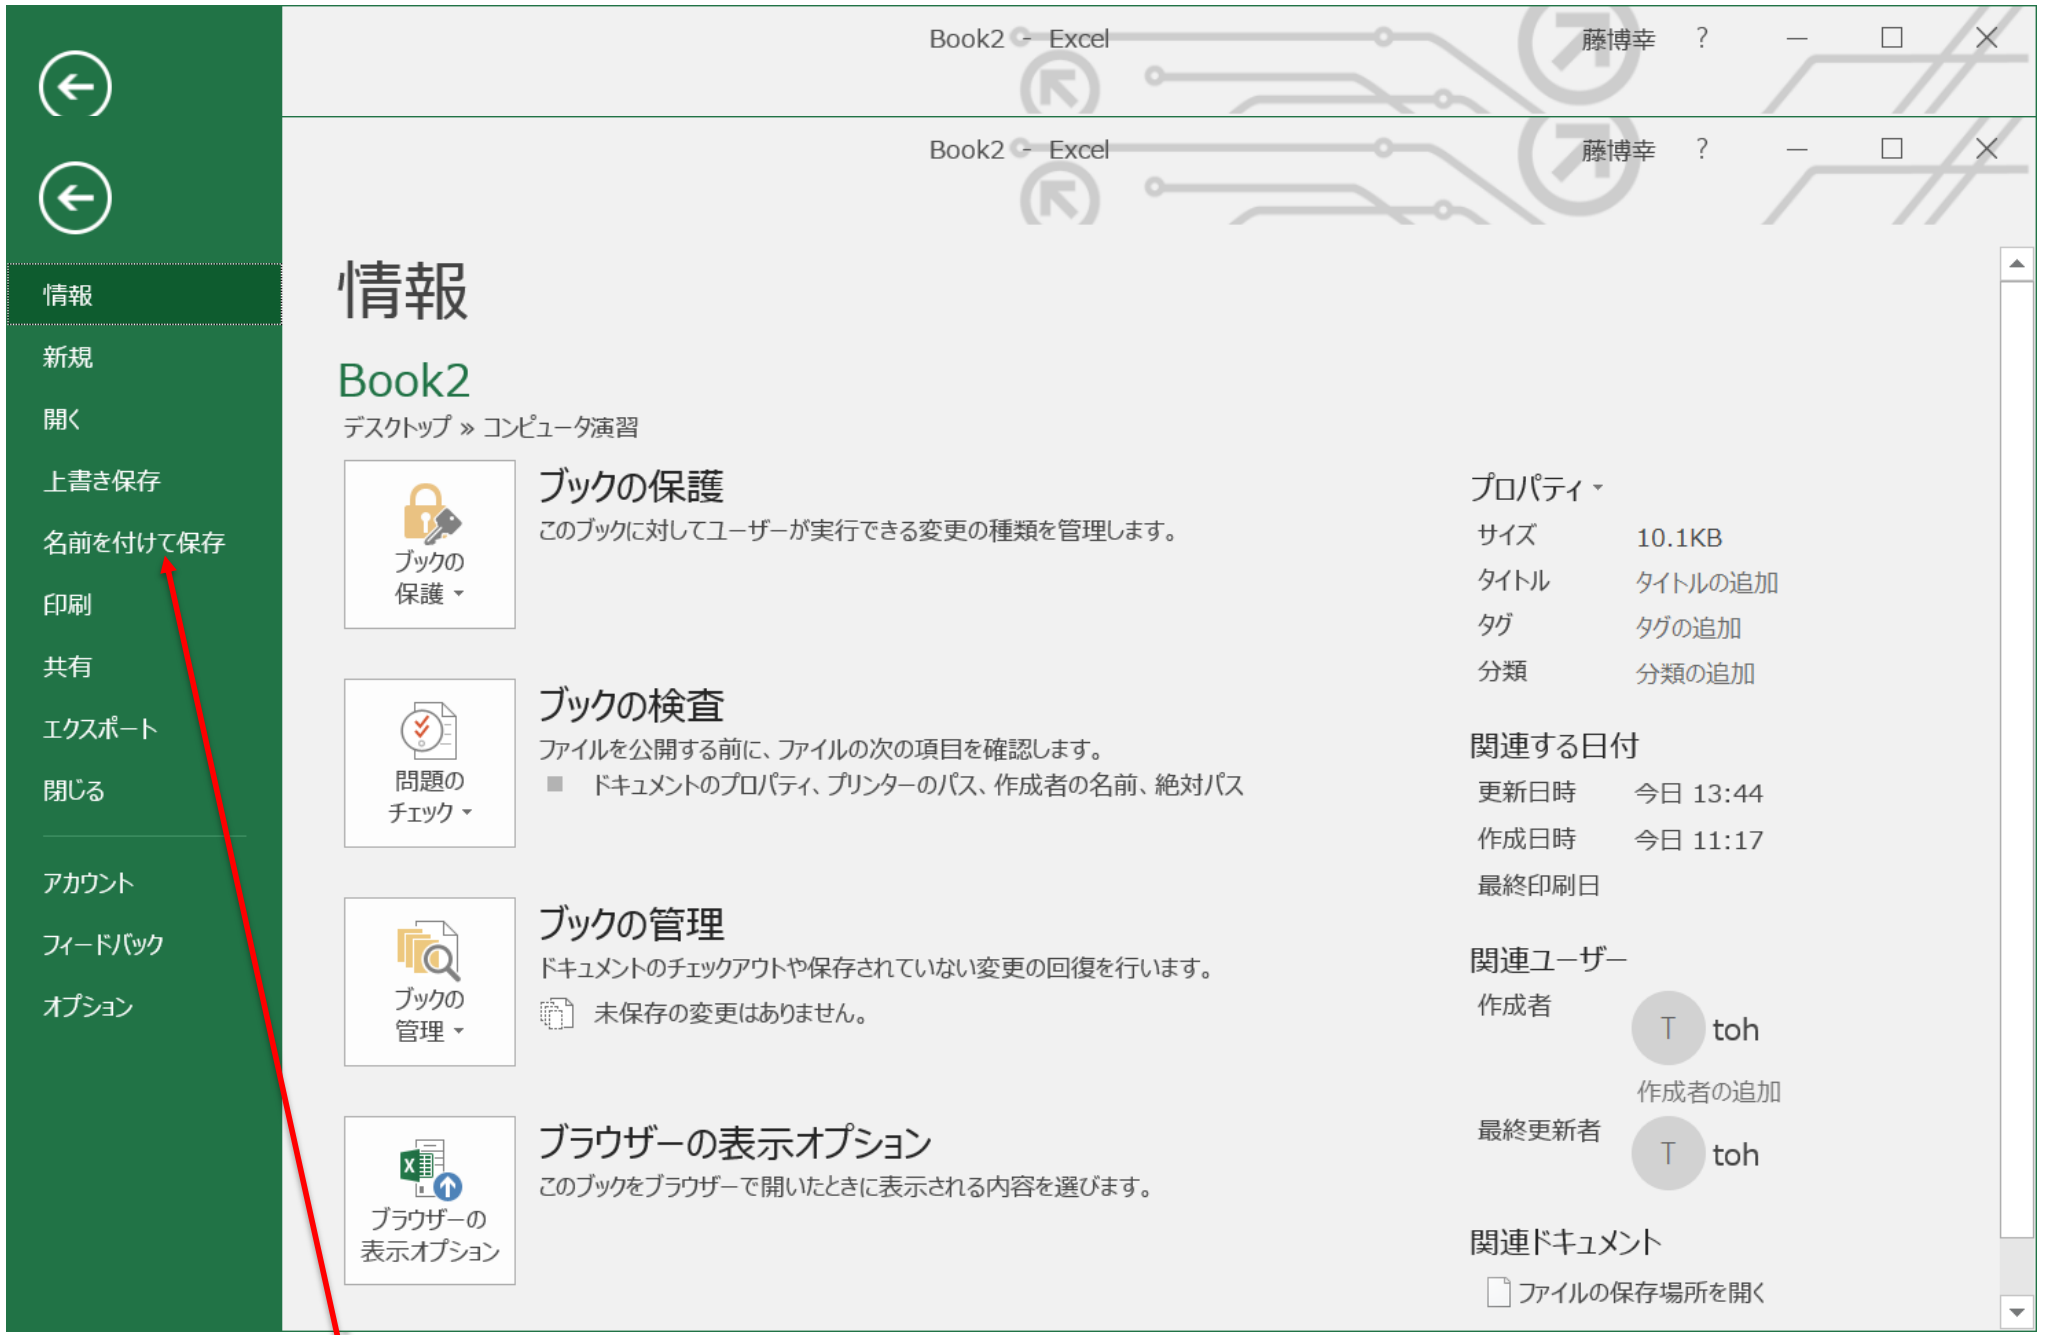 Book2 - Excel
藤博幸 ?
Book2 - Excel
藤博幸 ?
情報
新規
開く
上書き保存
名前を付けて保存
印刷
共有
エクスポート
閉じる
アカウント
フィードバック
オプション
情報
Book2
デスクトップ » コンピュータ演習
ブックの
保護
ブックの保護
このブックに対してユーザーが実行できる変更の種類を管理します。
問題の
チェック
ブックの検査
ファイルを公開する前に、ファイルの次の項目を確認します。
ドキュメントのプロパティ、プリンターのパス、作成者の名前、絶対パス
ブックの
管理
ブックの管理
ドキュメントのチェックアウトや保存されていない変更の回復を行います。
未保存の変更はありません。
ブラウザーの
表示オプション
ブラウザーの表示オプション
このブックをブラウザーで開いたときに表示される内容を選びます。
プロパティ
サイズ 10.1KB
タイトル タイトルの追加
タグ タグの追加
分類 分類の追加
関連する日付
更新日時 今日 13:44
作成日時 今日 11:17
最終印刷日
関連ユーザー
作成者
T toh
作成者の追加
最終更新者
T toh
関連ドキュメント
ファイルの保存場所を開く